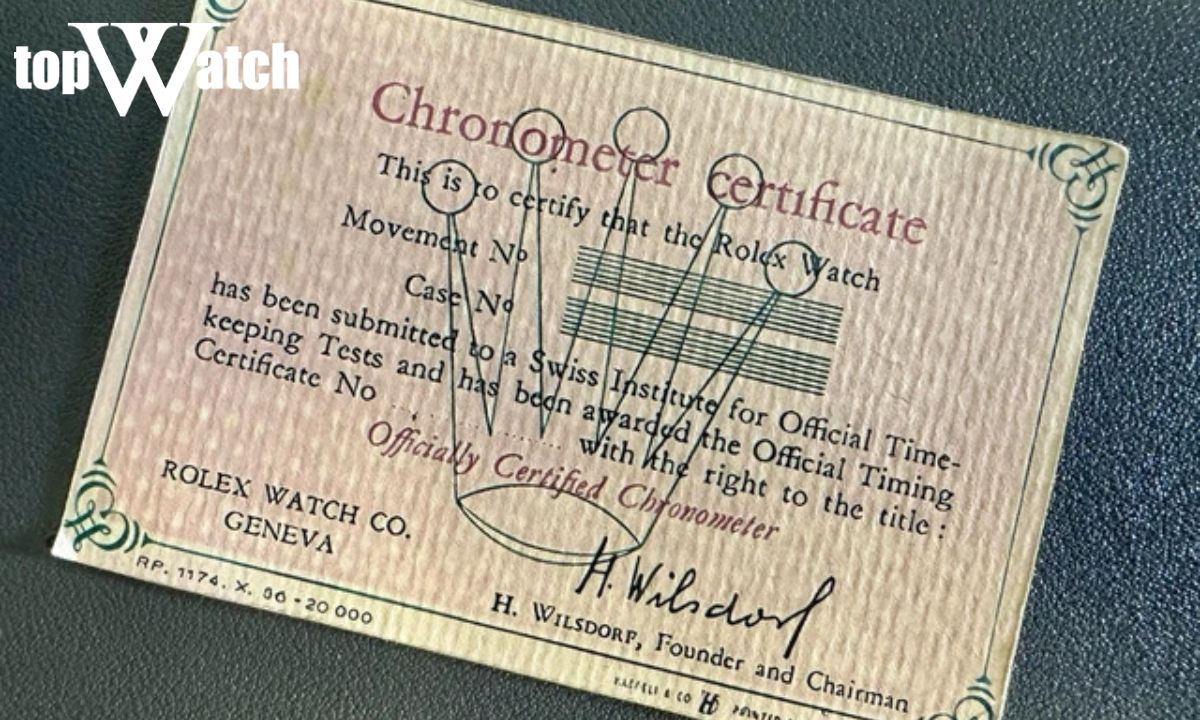 topWatch
Chronometer certificate
This is to certify that the Rolex Watch
Movement No
Case No
has been submitted to a Swiss Institute for Official Time-
keeping Tests and has been awarded the Official Timing
Certificate No .............. with the right to the title :
Officially Certified Chronometer
ROLEX WATCH CO.
GENEVA
H. Wilsdorf
H. WILSDORF, Founder and Chairman
RP. 1174. X. 56 - 20 000